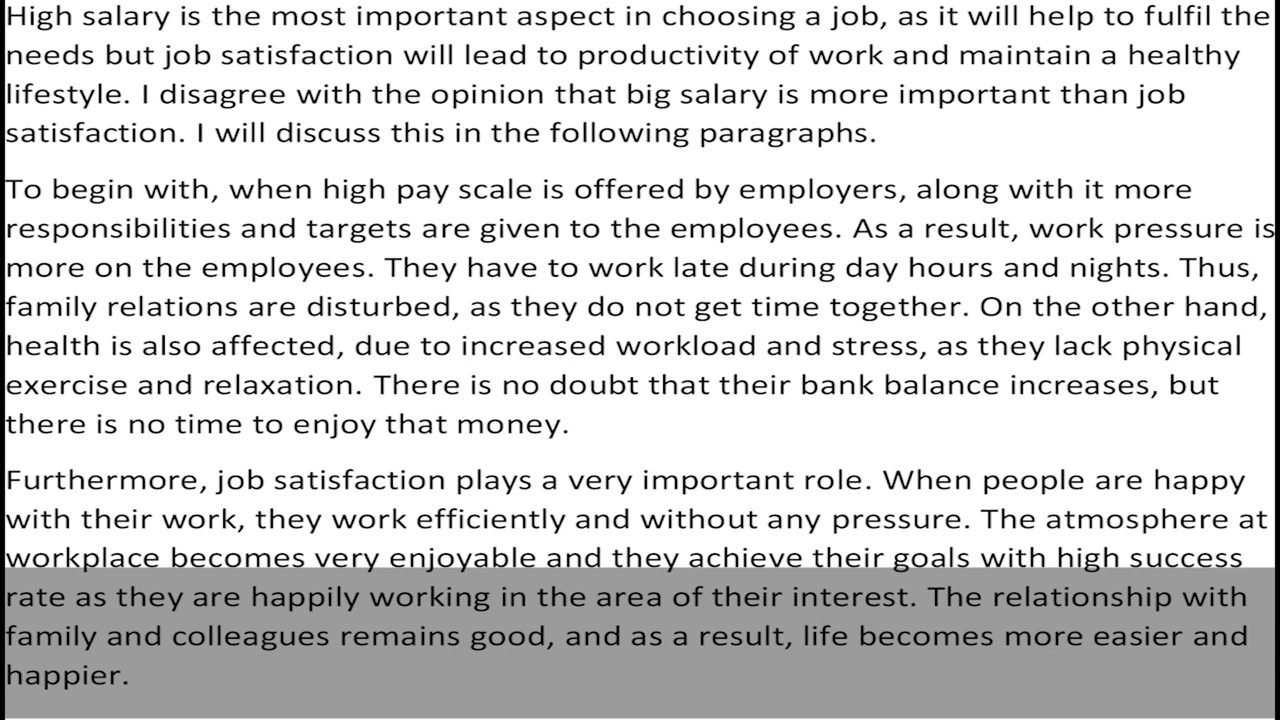 High salary is the most important aspect in choosing a job, as it will help to fulfil the
needs but job satisfaction will lead to productivity of work and maintain a healthy
lifestyle. I disagree with the opinion that big salary is more important than job
satisfaction. I will discuss this in the following paragraphs.
To begin with, when high pay scale is offered by employers, along with it more
responsibilities and targets are given to the employees. As a result, work pressure is
more on the employees. They have to work late during day hours and nights. Thus,
family relations are disturbed, as they do not get time together. On the other hand,
health is also affected, due to increased workload and stress, as they lack physical
exercise and relaxation. There is no doubt that their bank balance increases, but
there is no time to enjoy that money.
Furthermore, job satisfaction plays a very important role. When people are happy
with their work, they work efficiently and without any pressure. The atmosphere at
workplace becomes very enjoyable and they achieve their goals with high success
rate as they are happily working in the area of their interest. The relationship with
family and colleagues remains good, and as a result, life becomes more easier and
happier.